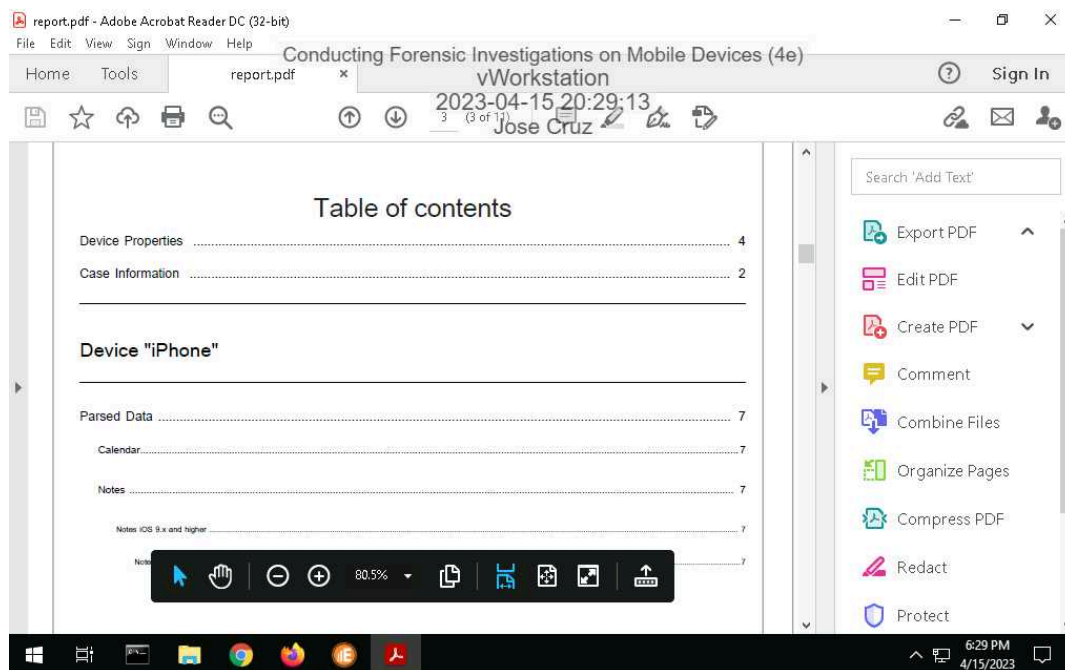 report.pdf - Adobe Acrobat Reader DC (32-bit)
File Edit View Sign Window Help
Conducting Forensic Investigations on Mobile Devices (4e)
vWorkstation
2023-04-15 20:29:13
Jose Cruz
Home Tools report.pdf × Sign In
3 (3 of 11)
Table of contents
Device Properties 4
Case Information 2
Device "iPhone"
Parsed Data 7
Calendar 7
Notes 7
Notes iOS 9.x and higher 7
7
80.5%
Search 'Add Text'
Export PDF
Edit PDF
Create PDF
Comment
Combine Files
Organize Pages
Compress PDF
Redact
Protect
6:29 PM
4/15/2023